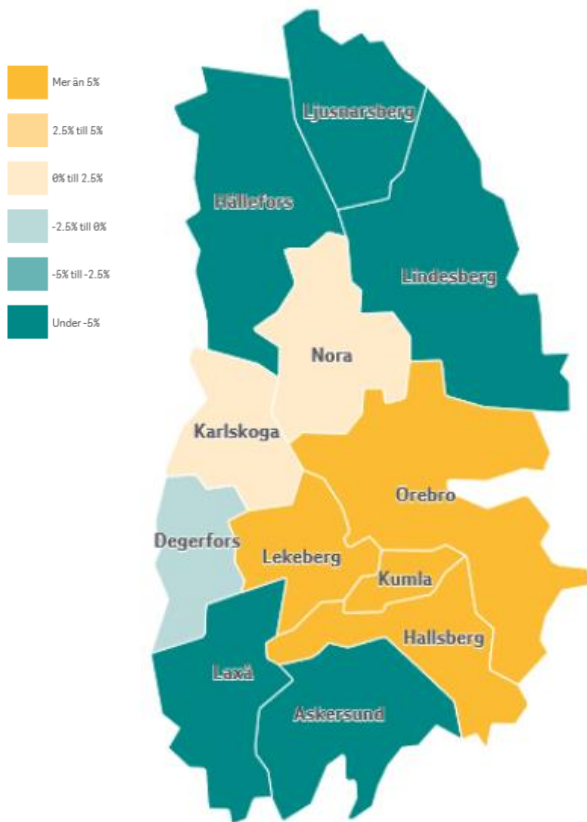 Mer än 5%
2.5% till 5%
0% till 2.5%
-2.5% till 0%
-5% till -2.5%
Under -5%
Ljusnarsberg
Hällefors
Lindesberg
Nora
Karlskoga
Örebro
Degerfors
Lekeberg
Kumla
Hallsberg
Laxå
Askersund